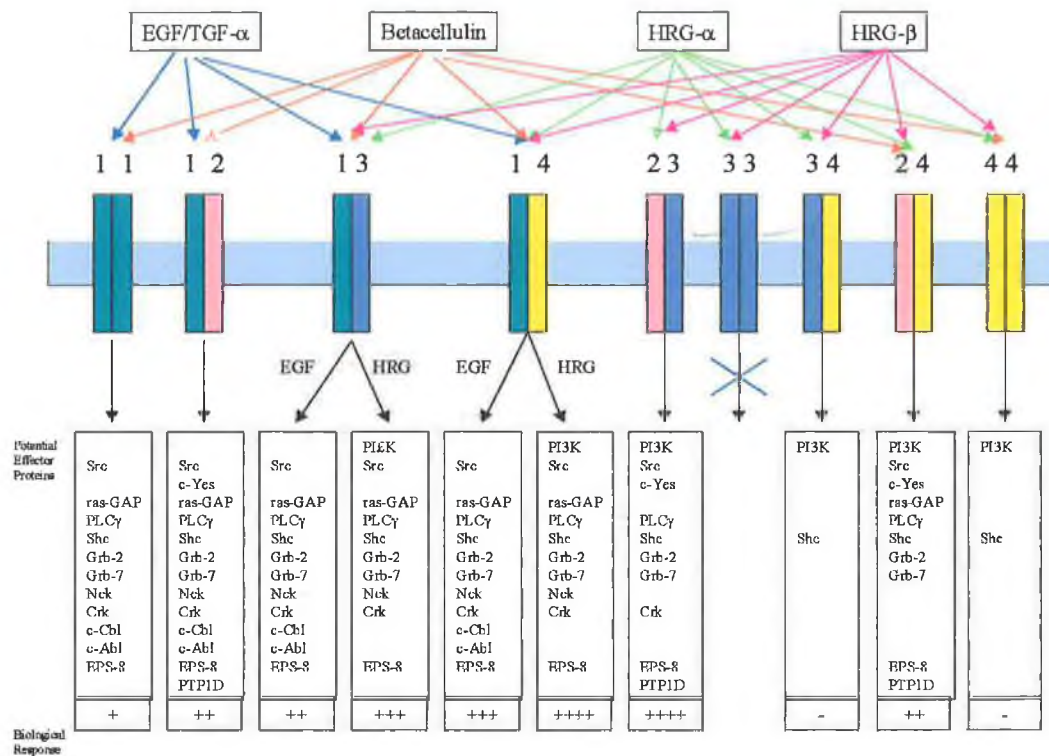 EGF/TGF-α
Betacellulin
HRG-α
HRG-β
1 1
1 2
1 3
1 4
2 3
3 3
3 4
2 4
4 4
EGF
HRG
EGF
HRG
Potential
Effector
Proteins
Src
ras-GAP
PLCγ
Shc
Grb-2
Grb-7
Nck
Crk
c-Cbl
c-Abl
EPS-8
Src
c-Yes
ras-GAP
PLCγ
Shc
Grb-2
Grb-7
Nck
Crk
c-Cbl
c-Abl
EPS-8
PTP1D
Src
ras-GAP
PLCγ
Shc
Grb-2
Grb-7
Nck
Crk
c-Cbl
c-Abl
EPS-8
PI£K
Src
ras-GAP
PLCγ
Shc
Grb-2
Grb-7
Nck
Crk
EPS-8
Src
ras-GAP
PLCγ
Shc
Grb-2
Grb-7
Nck
Crk
c-Cbl
c-Abl
EPS-8
PI3K
Src
ras-GAP
PLCγ
Shc
Grb-2
Grb-7
Nck
Crk
EPS-8
PI3K
Src
c-Yes
PLCγ
Shc
Grb-2
Grb-7
Crk
EPS-8
PTP1D
PI3K
Shc
PI3K
Src
c-Yes
ras-GAP
PLCγ
Shc
Grb-2
Grb-7
EPS-8
PTP1D
PI3K
Shc
Biological
Response
+
++
++
+++
+++
++++
++++
-
++
-